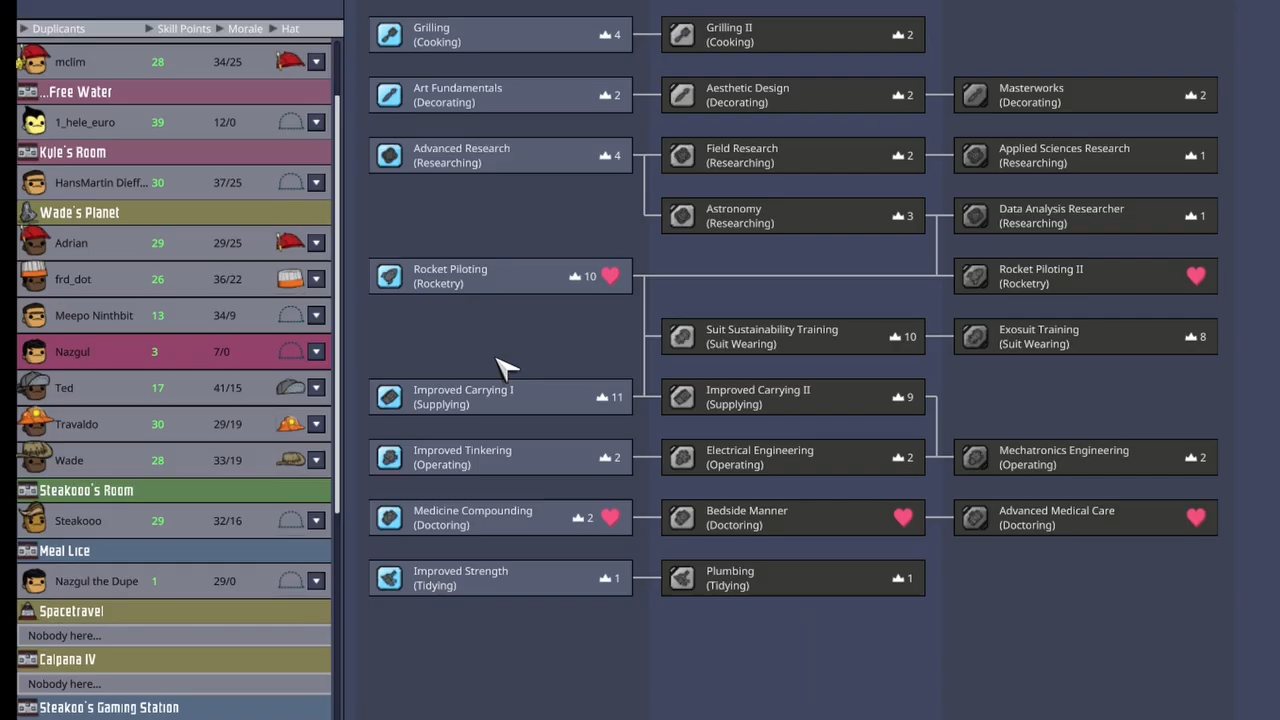 Duplicants Skill Points Morale Hat
mclim 28 34/25
...Free Water
1_hele_euro 39 12/0
Kyle's Room
HansMartin Dieff... 30 37/25
Wade's Planet
Adrian 29 29/25
frd_dot 26 36/22
Meepo Ninthbit 13 34/9
Nazgul 3 7/0
Ted 17 41/15
Travaldo 30 29/19
Wade 28 33/19
Steakooo's Room
Steakooo 29 32/16
Meal Lice
Nazgul the Dupe 1 29/0
Spacetravel
Nobody here...
Calpana IV
Nobody here...
Steakoo's Gaming Station
Grilling
(Cooking)
4
Grilling II
(Cooking)
2
Art Fundamentals
(Decorating)
2
Aesthetic Design
(Decorating)
2
Masterworks
(Decorating)
2
Advanced Research
(Researching)
4
Field Research
(Researching)
2
Applied Sciences Research
(Researching)
1
Astronomy
(Researching)
3
Data Analysis Researcher
(Researching)
1
Rocket Piloting
(Rocketry)
10
Rocket Piloting II
(Rocketry)
Suit Sustainability Training
(Suit Wearing)
10
Exosuit Training
(Suit Wearing)
8
Improved Carrying I
(Supplying)
11
Improved Carrying II
(Supplying)
9
Improved Tinkering
(Operating)
2
Electrical Engineering
(Operating)
2
Mechatronics Engineering
(Operating)
2
Medicine Compounding
(Doctoring)
2
Bedside Manner
(Doctoring)
Advanced Medical Care
(Doctoring)
Improved Strength
(Tidying)
1
Plumbing
(Tidying)
1